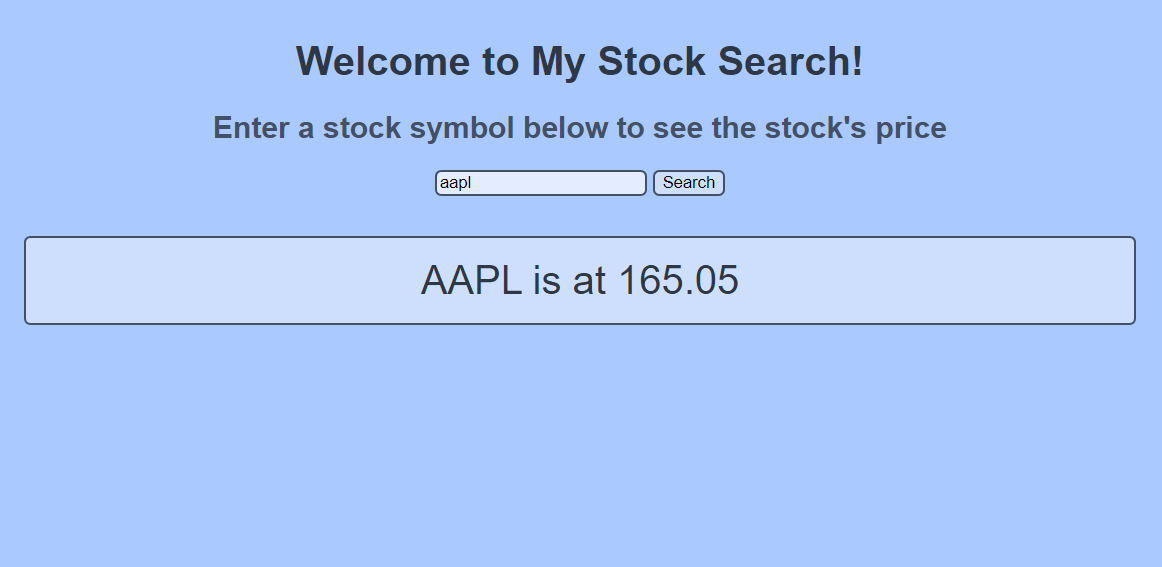 Welcome to My Stock Search!
Enter a stock symbol below to see the stock's price
aapl Search
AAPL is at 165.05